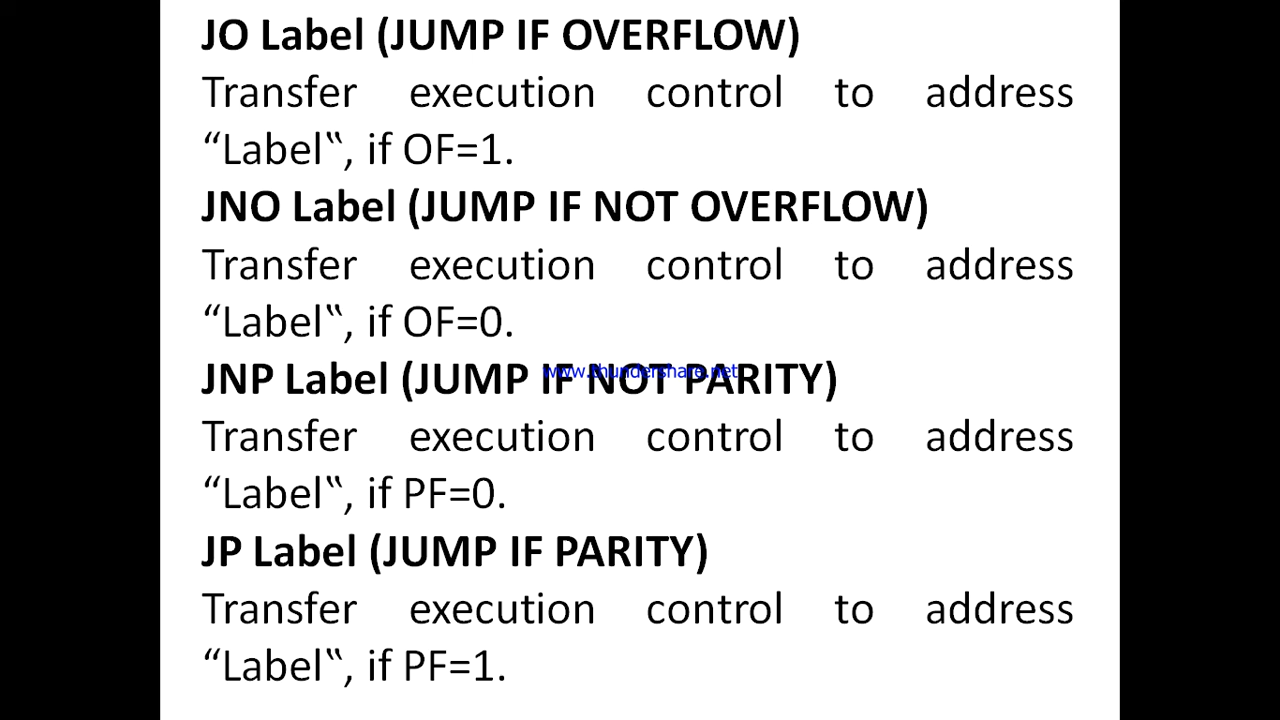 JO Label (JUMP IF OVERFLOW)
Transfer execution control to address
“Label‟, if OF=1.
JNO Label (JUMP IF NOT OVERFLOW)
Transfer execution control to address
“Label‟, if OF=0.
www.thundershare.net
JNP Label (JUMP IF NOT PARITY)
Transfer execution control to address
“Label‟, if PF=0.
JP Label (JUMP IF PARITY)
Transfer execution control to address
“Label‟, if PF=1.